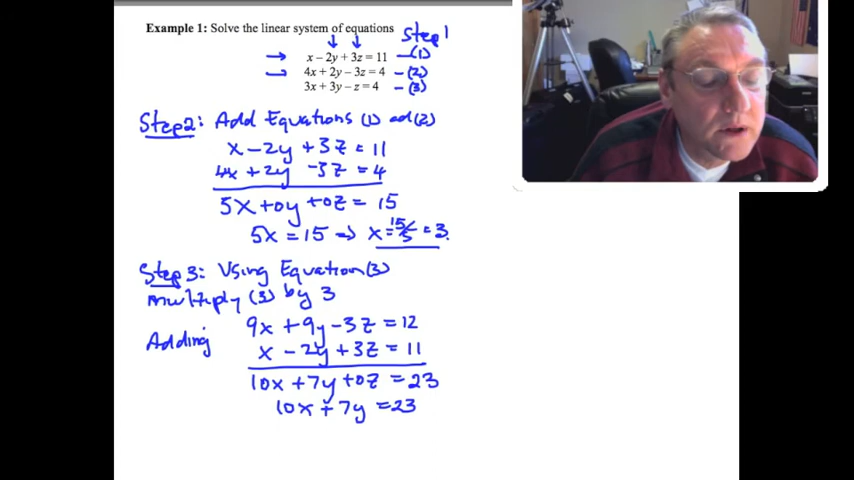 Example 1: Solve the linear system of equations
Step 1
x – 2y + 3z = 11 –(1)
4x + 2y – 3z = 4 –(2)
3x + 3y – z = 4 –(3)
Step2: Add Equations (1) ad (2)
x – 2y + 3z = 11
4x + 2y – 3z = 4
5x + 0y + 0z = 15
5x = 15 ⇒ x = 15/5 = 3.
Step 3: Using Equation (3)
Multiply (3) by 3
9x + 9y – 3z = 12
Adding x – 2y + 3z = 11
10x + 7y + 0z = 23
10x + 7y = 23